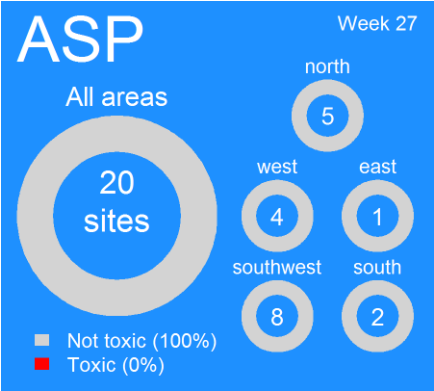 ASP
Week 27
All areas
20
sites
north
5
west
4
east
1
southwest
8
south
2
Not toxic (100%)
Toxic (0%)